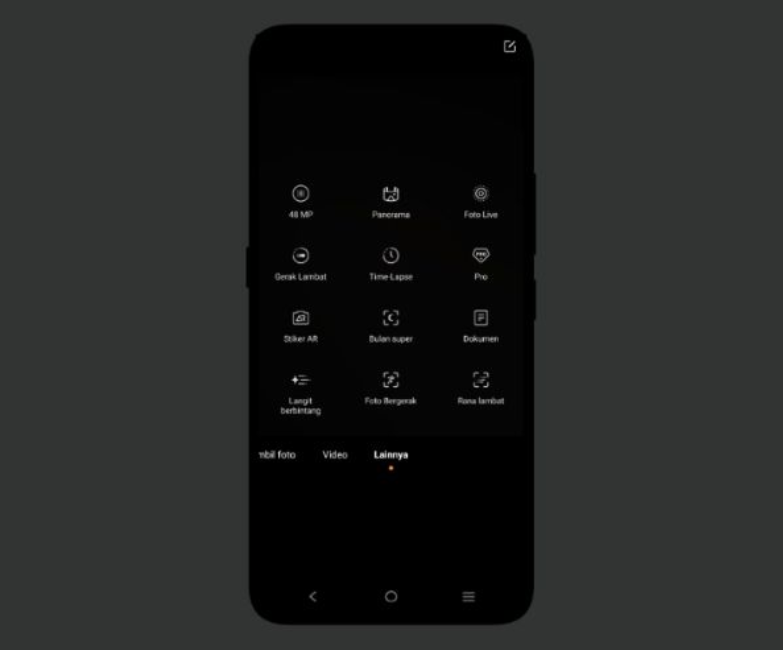 48 MP
Panorama
Foto Live
Gerak Lambat
Time-Lapse
Pro
Stiker AR
Bulan super
Dokumen
Langit
berbintang
Foto Bergerak
Rana lambat
mbil foto
Video
Lainnya